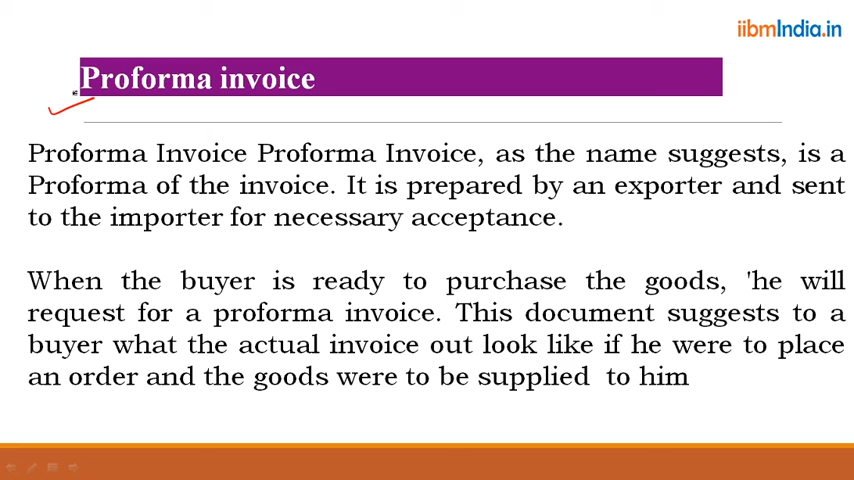 iibmIndia.in
Proforma invoice
Proforma Invoice Proforma Invoice, as the name suggests, is a
Proforma of the invoice. It is prepared by an exporter and sent
to the importer for necessary acceptance.
When the buyer is ready to purchase the goods, 'he will
request for a proforma invoice. This document suggests to a
buyer what the actual invoice out look like if he were to place
an order and the goods were to be supplied to him